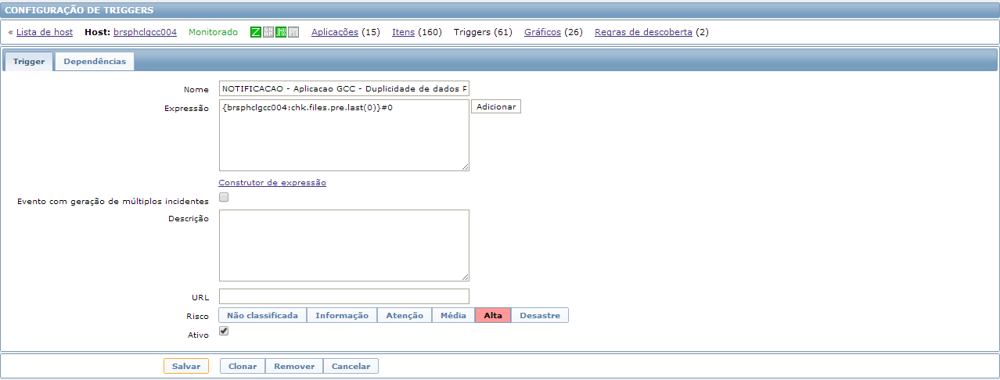 CONFIGURAÇÃO DE TRIGGERS
« Lista de host Host: brsphclgcc004 Monitorado Z JMX Aplicações (15) Itens (160) Triggers (61) Gráficos (26) Regras de descoberta (2)
Trigger Dependências
Nome NOTIFICACAO - Aplicacao GCC - Duplicidade de dados
Expressão {brsphclgcc004:chk.files.pre.last(0)}#0 Adicionar
Construtor de expressão
Evento com geração de múltiplos incidentes
Descrição
URL
Risco Não classificada Informação Atenção Média Alta Desastre
Ativo
Salvar Clonar Remover Cancelar